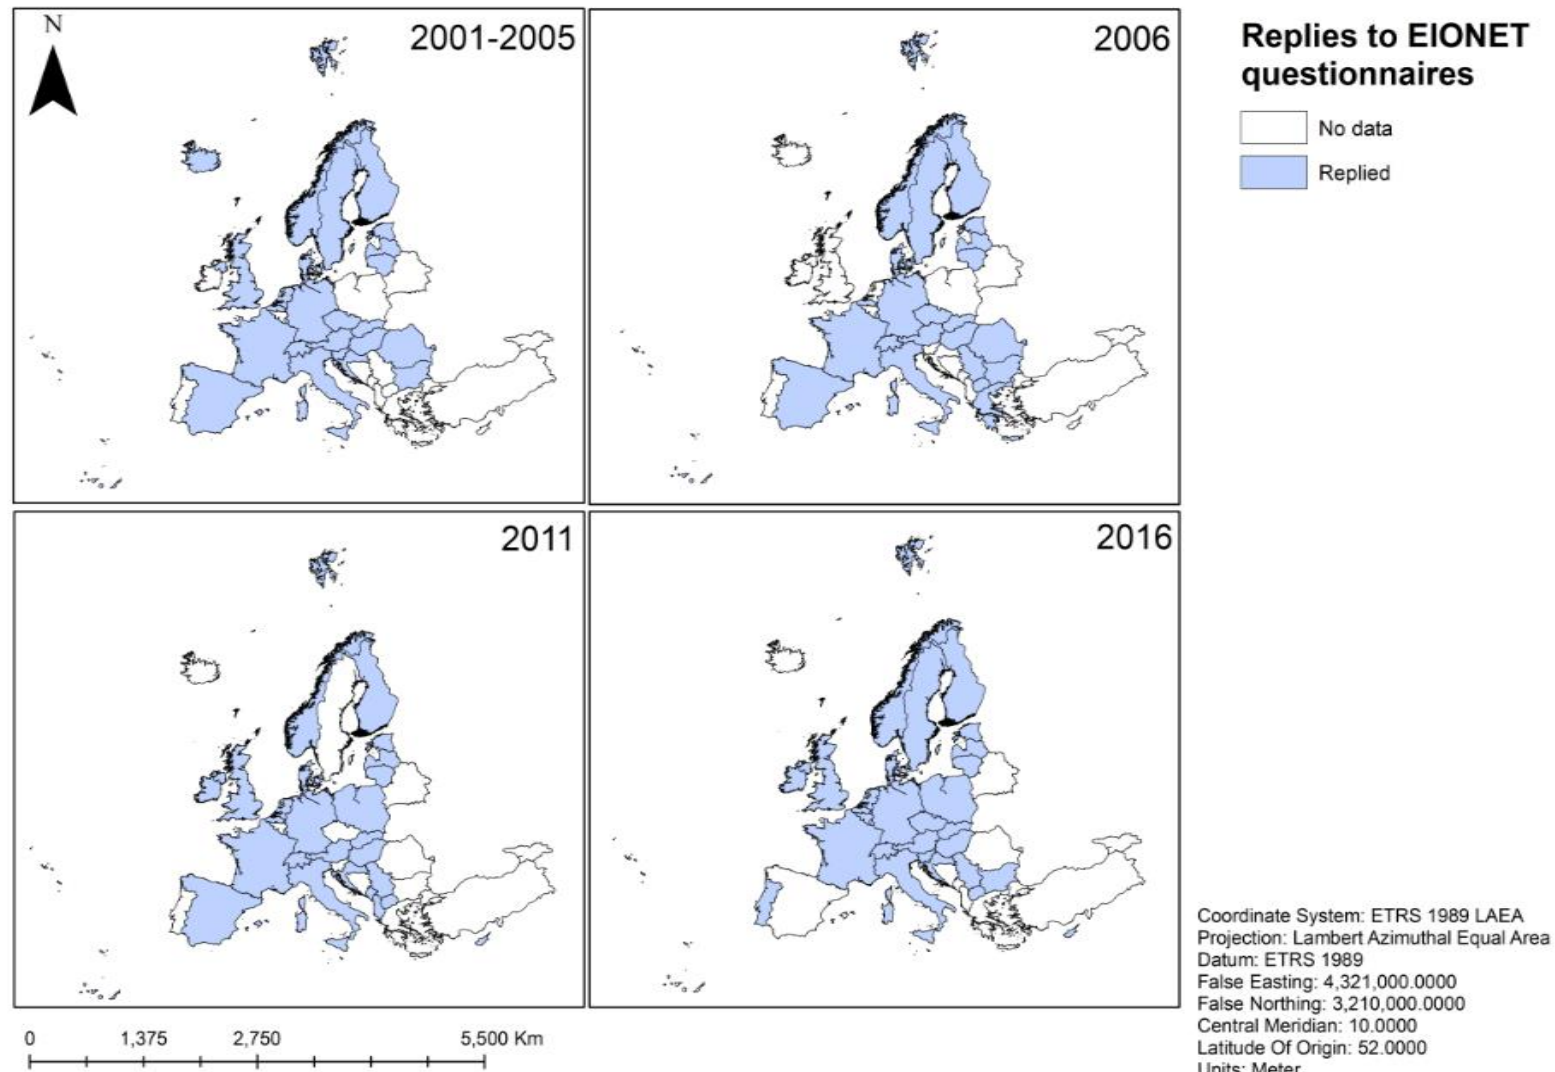 N
2001-2005
2006
Replies to EIONET
questionnaires
No data
Replied
2011
2016
Coordinate System: ETRS 1989 LAEA
Projection: Lambert Azimuthal Equal Area
Datum: ETRS 1989
False Easting: 4,321,000.0000
False Northing: 3,210,000.0000
Central Meridian: 10.0000
Latitude Of Origin: 52.0000
Units: Meter
0 1,375 2,750 5,500 Km